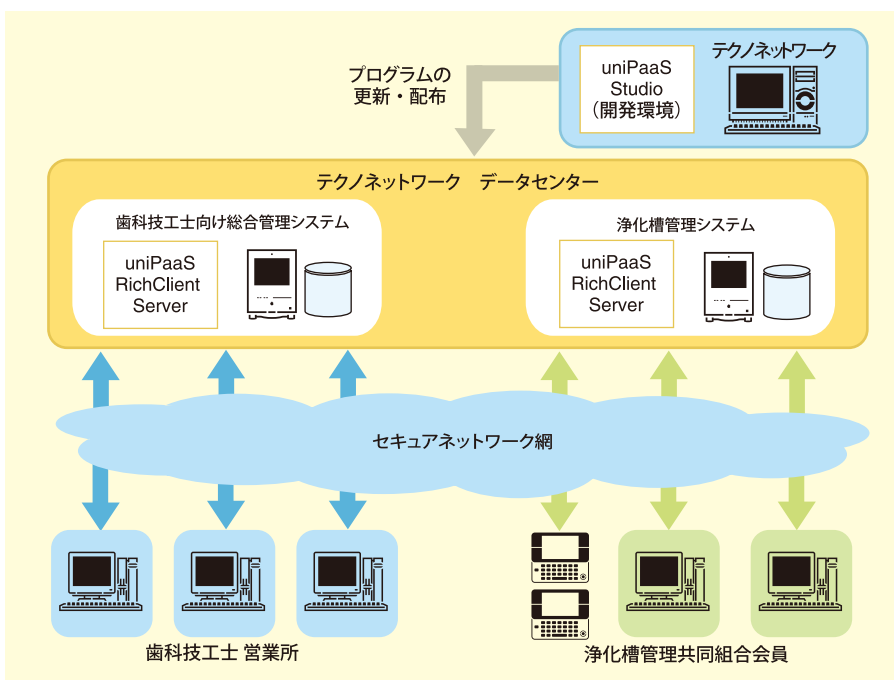 テクノネットワーク
uniPaaS
Studio
（開発環境）
プログラムの
更新・配布
テクノネットワーク　データセンター
歯科技工士向け総合管理システム
uniPaaS
RichClient
Server
浄化槽管理システム
uniPaaS
RichClient
Server
セキュアネットワーク網
歯科技工士 営業所
浄化槽管理共同組合会員